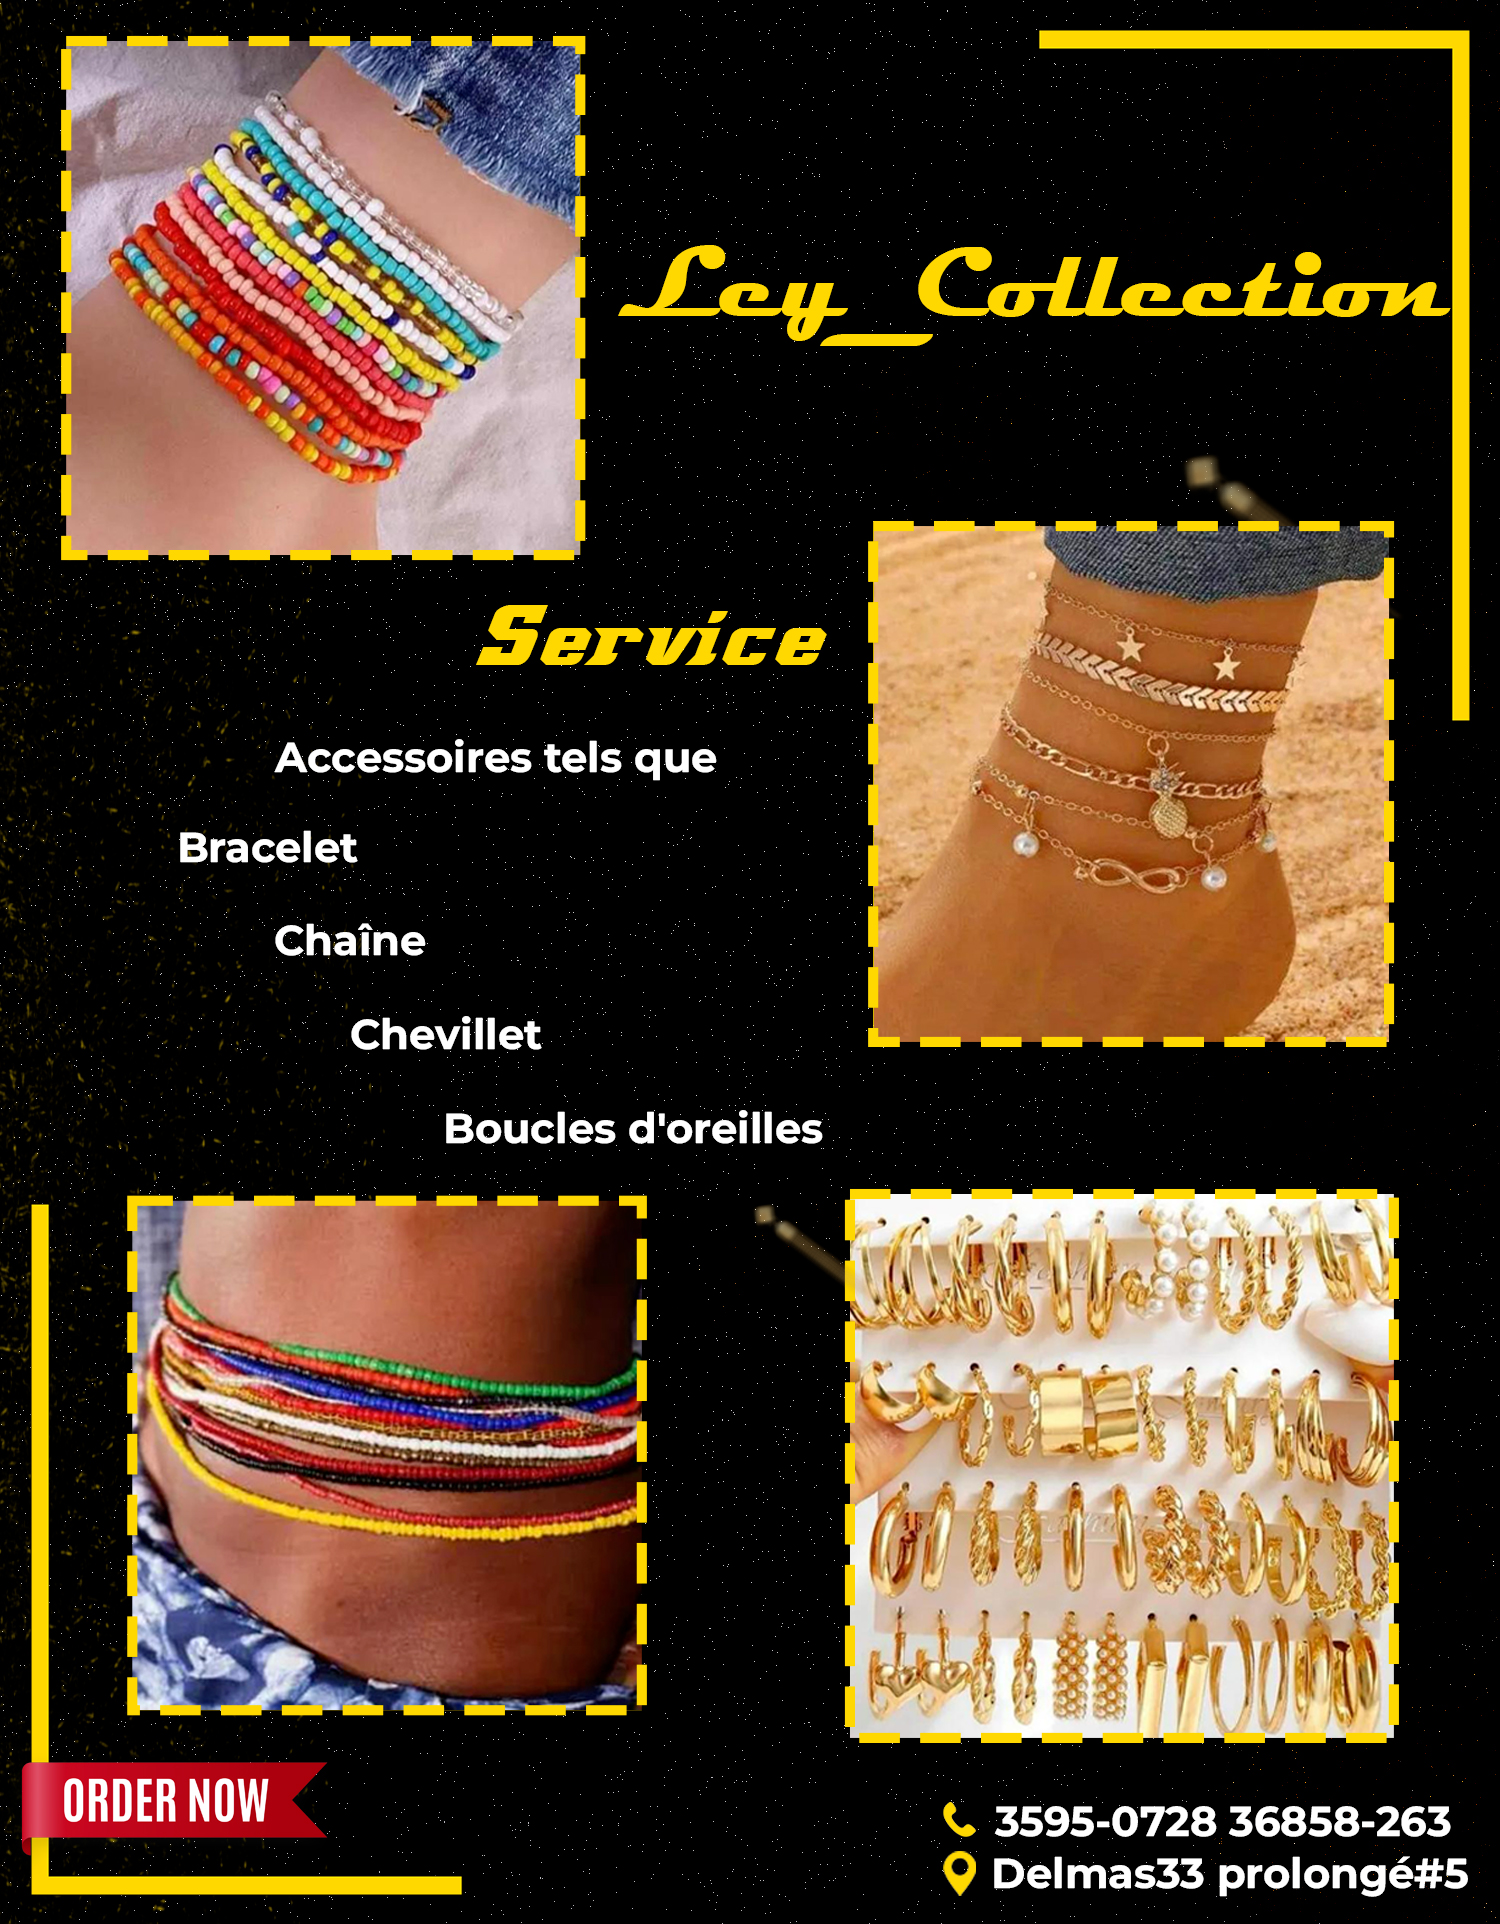 Ley_Collection
Service
Accessoires tels que
Bracelet
Chaîne
Chevillet
Boucles d'oreilles
ORDER NOW
3595-0728 36858-263
Delmas33 prolongé#5